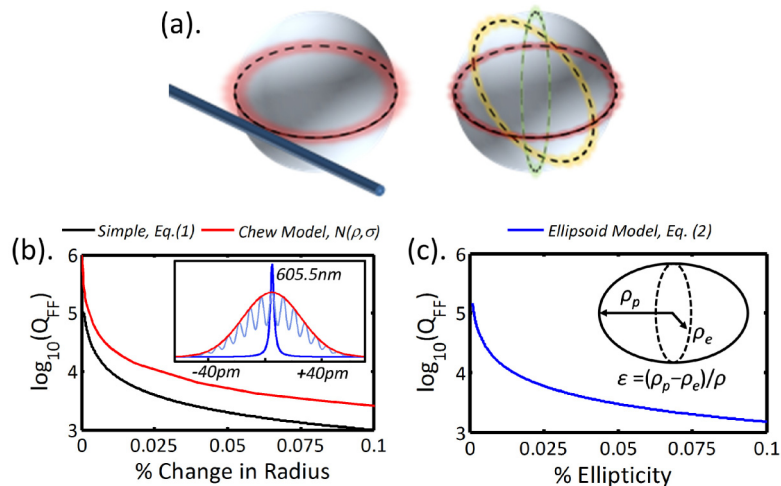 (a).
Simple, Eq.(1) Chew Model, N(ρ,σ)
Ellipsoid Model, Eq. (2)
(b).
log10(QFF)
6
5
4
3
605.5nm
-40pm +40pm
0 0.025 0.05 0.075 0.1
% Change in Radius
(c).
log10(QFF)
6
5
4
3
ρp
ρe
ε =(ρp−ρe)/ρ
0 0.025 0.05 0.075 0.1
% Ellipticity